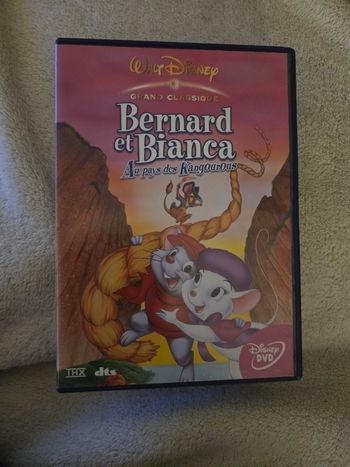 WALT DISNEY
GRAND CLASSIQUE
Bernard
et Bianca
Au pays des Kangourous
DISNEY
DVD
THX dts